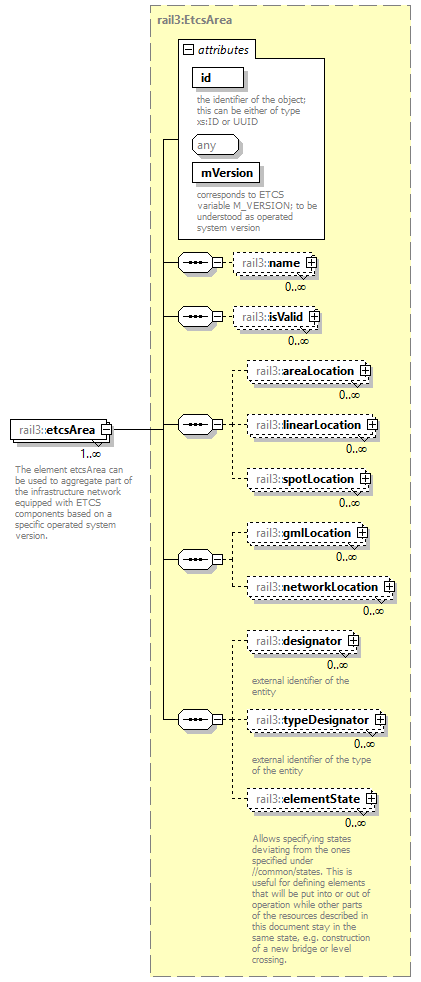 rail3:EtcsArea
attributes
id
the identifier of the object;
this can be either of type
xs:ID or UUID
any
mVersion
corresponds to ETCS
variable M_VERSION; to be
understood as operated
system version
rail3::name
0..∞
rail3::isValid
0..∞
rail3::areaLocation
0..∞
rail3::etcsArea
1..∞
The element etcsArea can
be used to aggregate part of
the infrastructure network
equipped with ETCS
components based on a
specific operated system
version.
rail3::linearLocation
0..∞
rail3::spotLocation
0..∞
rail3::gmlLocation
0..∞
rail3::networkLocation
0..∞
rail3::designator
0..∞
external identifier of the
entity
rail3::typeDesignator
0..∞
external identifier of the type
of the entity
rail3::elementState
0..∞
Allows specifying states
deviating from the ones
specified under
//common/states. This is
useful for defining elements
that will be put into or out of
operation while other parts
of the resources described in
this document stay in the
same state, e.g. construction
of a new bridge or level
crossing.